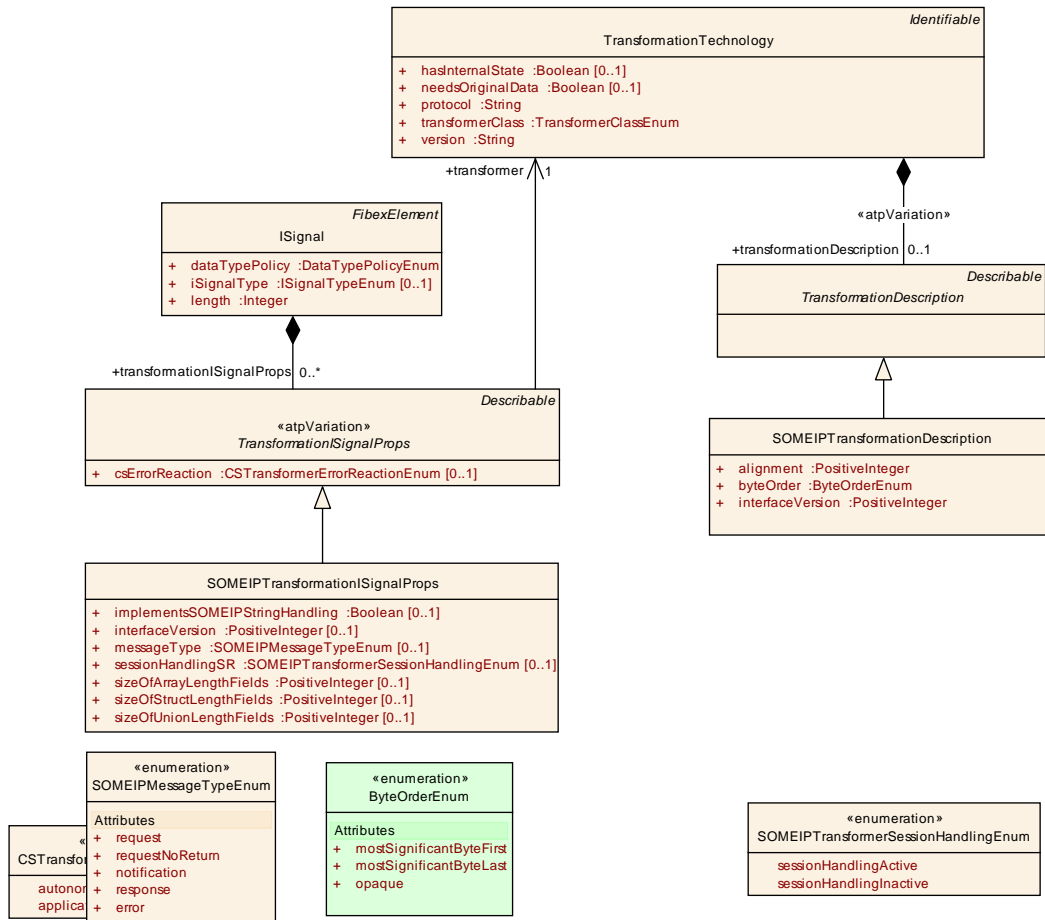 Identifiable
TransformationTechnology
+ hasInternalState :Boolean [0..1]
+ needsOriginalData :Boolean [0..1]
+ protocol :String
+ transformerClass :TransformerClassEnum
+ version :String
+transformer 1
«atpVariation»
+transformationDescription 0..1
FibexElement
ISignal
+ dataTypePolicy :DataTypePolicyEnum
+ iSignalType :ISignalTypeEnum [0..1]
+ length :Integer
+transformationISignalProps 0..*
Describable
TransformationDescription
Describable
«atpVariation»
TransformationISignalProps
+ csErrorReaction :CSTransformerErrorReactionEnum [0..1]
SOMEIPTransformationDescription
+ alignment :PositiveInteger
+ byteOrder :ByteOrderEnum
+ interfaceVersion :PositiveInteger
SOMEIPTransformationISignalProps
+ implementsSOMEIPStringHandling :Boolean [0..1]
+ interfaceVersion :PositiveInteger [0..1]
+ messageType :SOMEIPMessageTypeEnum [0..1]
+ sessionHandlingSR :SOMEIPTransformerSessionHandlingEnum [0..1]
+ sizeOfArrayLengthFields :PositiveInteger [0..1]
+ sizeOfStructLengthFields :PositiveInteger [0..1]
+ sizeOfUnionLengthFields :PositiveInteger [0..1]
«enumeration»
SOMEIPMessageTypeEnum
Attributes
+ request
+ requestNoReturn
+ notification
+ response
+ error
«enumeration»
ByteOrderEnum
Attributes
+ mostSignificantByteFirst
+ mostSignificantByteLast
+ opaque
«enumeration»
SOMEIPTransformerSessionHandlingEnum
sessionHandlingActive
sessionHandlingInactive